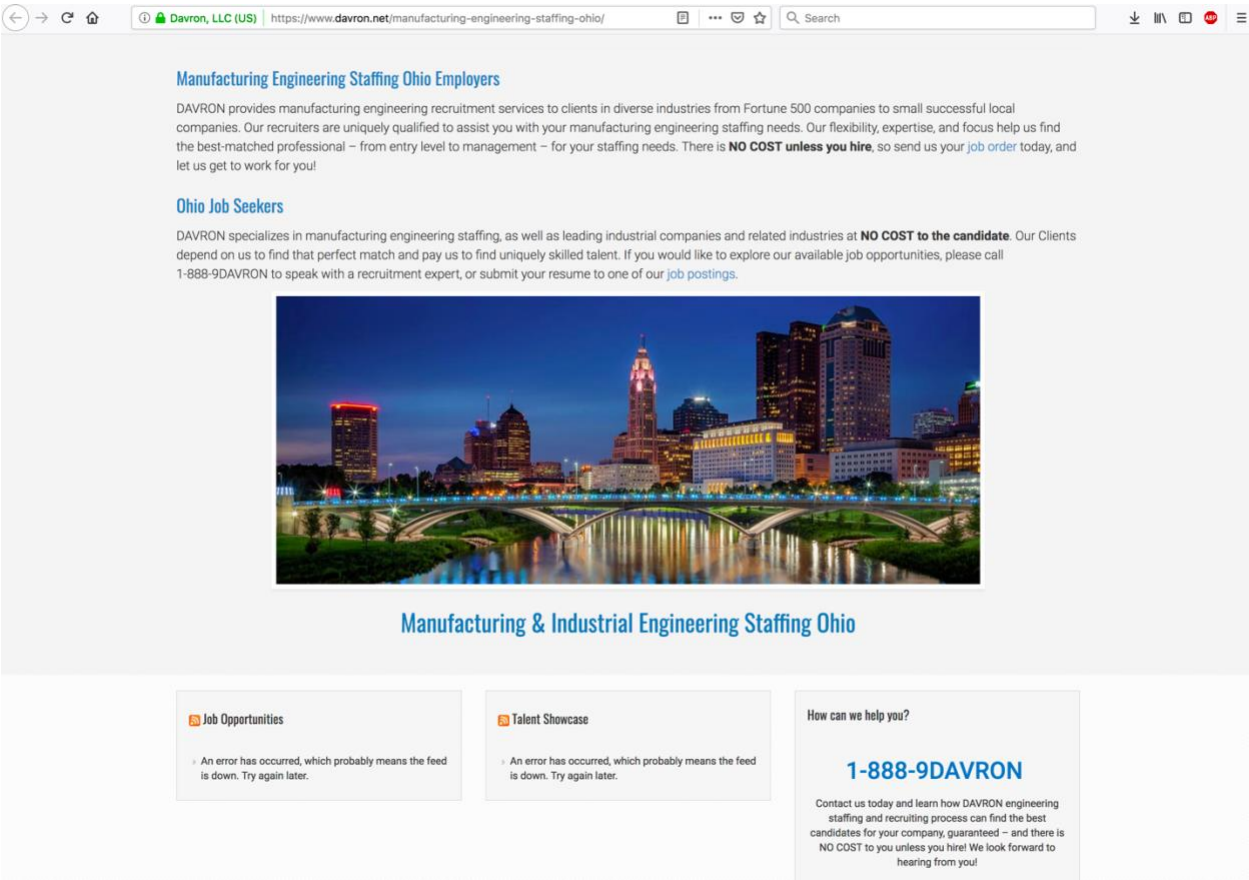 Davron, LLC (US)
https://www.davron.net/manufacturing-engineering-staffing-ohio/
Search
ABP
Manufacturing Engineering Staffing Ohio Employers
DAVRON provides manufacturing engineering recruitment services to clients in diverse industries from Fortune 500 companies to small successful local
companies. Our recruiters are uniquely qualified to assist you with your manufacturing engineering staffing needs. Our flexibility, expertise, and focus help us find
the best-matched professional – from entry level to management – for your staffing needs. There is NO COST unless you hire, so send us your job order today, and
let us get to work for you!
Ohio Job Seekers
DAVRON specializes in manufacturing engineering staffing, as well as leading industrial companies and related industries at NO COST to the candidate. Our Clients
depend on us to find that perfect match and pay us to find uniquely skilled talent. If you would like to explore our available job opportunities, please call
1-888-9DAVRON to speak with a recruitment expert, or submit your resume to one of our job postings.
Manufacturing & Industrial Engineering Staffing Ohio
Job Opportunities
An error has occurred, which probably means the feed
is down. Try again later.
Talent Showcase
An error has occurred, which probably means the feed
is down. Try again later.
How can we help you?
1-888-9DAVRON
Contact us today and learn how DAVRON engineering
staffing and recruiting process can find the best
candidates for your company, guaranteed – and there is
NO COST to you unless you hire! We look forward to
hearing from you!